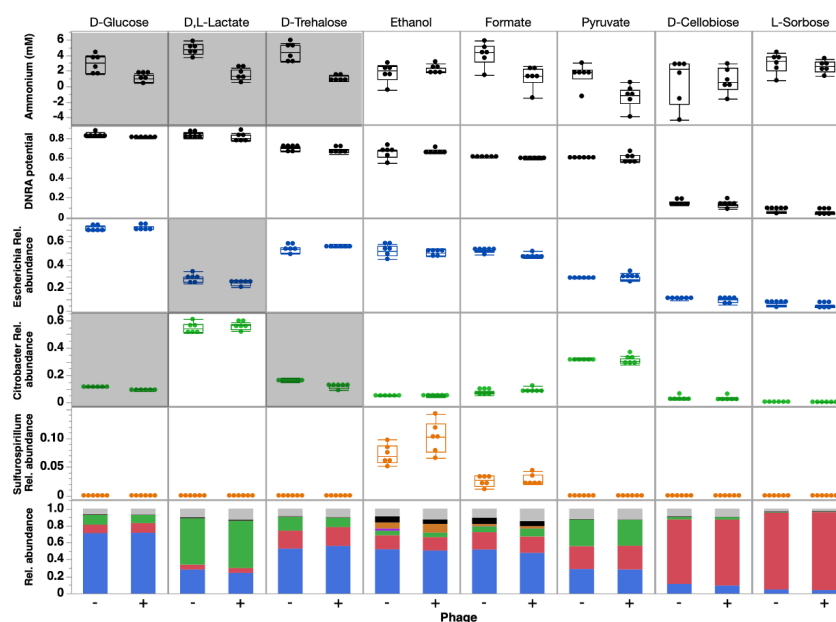 D-Glucose D,L-Lactate D-Trehalose Ethanol Formate Pyruvate D-Cellobiose L-Sorbose
Ammonium (mM)
6
4
2
0
-2
-4
DNRA potential
0.8
0.6
0.4
0.2
0
Escherichia Rel.
abundance
0.6
0.4
0.2
0
Citrobacter Rel.
abundance
0.6
0.4
0.2
0
Sulfurospirillum
Rel. abundance
0.10
0.05
0
Rel. abundance
1
0.8
0.6
0.4
0.2
0
- + - + - + - + - + - + - + - +
Phage